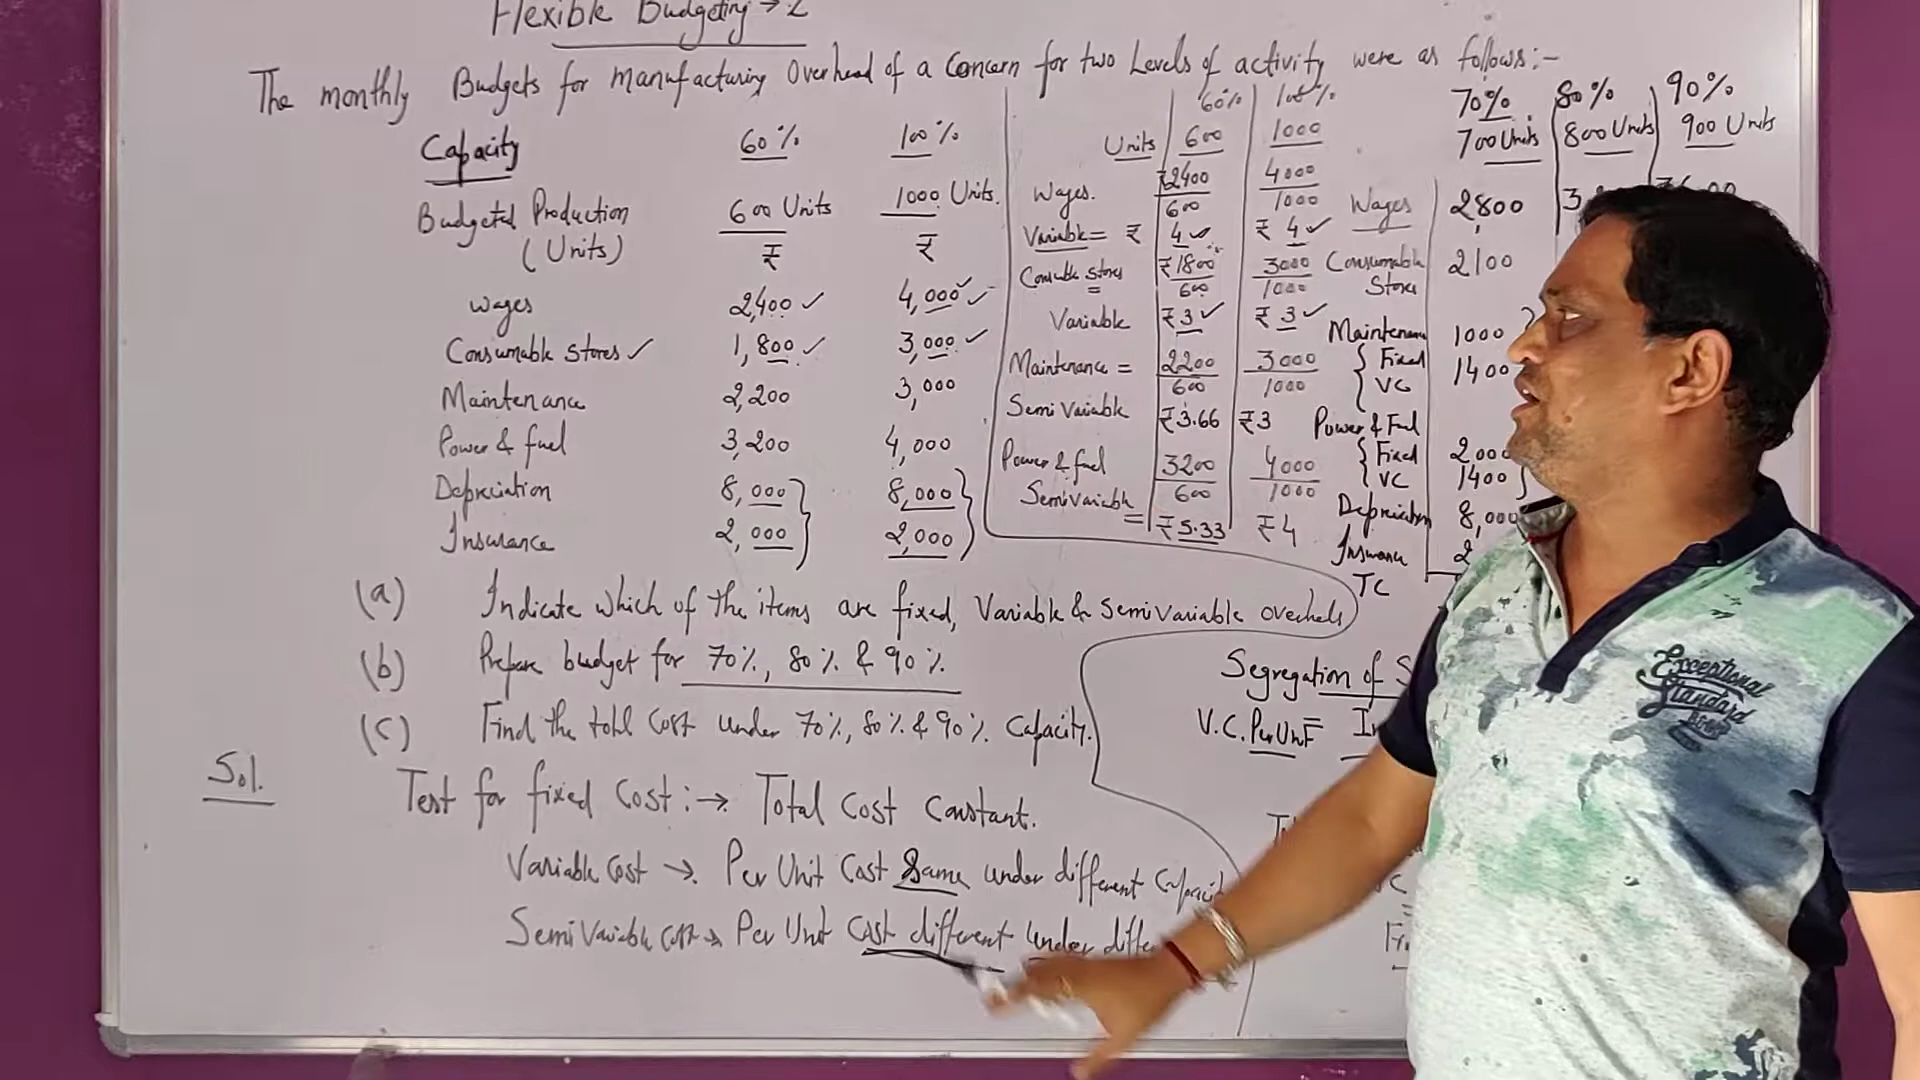 Flexible Budgeting → 2
The monthly Budgets for manufacturing Overhead of a Concern for two Levels of activity were as follows:-
Capacity 60% 100%
Budgeted Production 600 Units 1000 Units.
(Units) ₹ ₹
Wages 2,400 ✓ 4,000 ✓
Consumable Stores ✓ 1,800 ✓ 3,000 ✓
Maintenance 2,200 3,000
Power & fuel 3,200 4,000
Depreciation 8,000 8,000
Insurance 2,000 2,000
60% 100%
Units 600 1000
Wages. ₹2400 4000
600 1000
Variable = ₹ 4 ✓ ₹ 4 ✓
Consuble Stores ₹1800 3000
= 600 1000
Variable ₹3 ✓ ₹3 ✓
Maintenance = 2200 3000
600 1000
Semi Variable ₹3.66 ₹3
Power & fuel 3200 4000
600 1000
Semivariable = ₹5.33 ₹4
70% 80% 90%
700 Units 800 Units 900 Units
Wages 2800
Consumable 2100
Stores
Maintenan 1000
Fixed 1400
VC
Power & Fuel
Fixed 2000
VC 1400
Depreciation 8,000
Insurance 2
TC
(a) Indicate which of the items are fixed, Variable & Semivariable overheads
(b) Prepare budget for 70%, 80% & 90%.
(c) Find the total cost under 70%, 80% & 90% Capacity.
Sol. Test for fixed Cost :→ Total Cost Constant.
Variable Cost → Per Unit Cost Same under different Capacit
Semi Variable Cost → Per Unit Cost different under diffe
Segregation of S
V.C. Per Unit = In
Exceptional
Standard